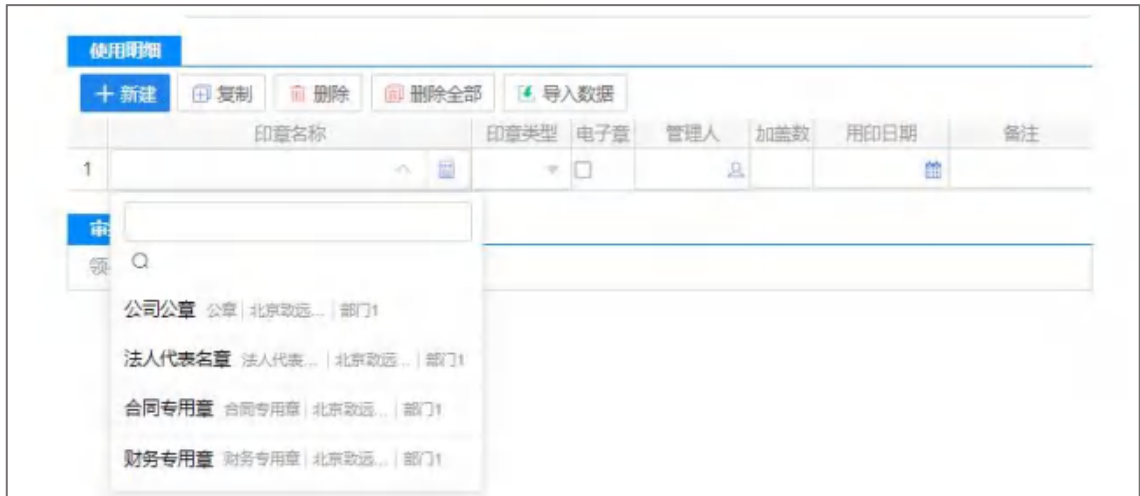 使用明细
新建 复制 删除 删除全部 导入数据
印章名称 印章类型 电子章 管理人 加盖数 用印日期 备注
1
审
领
公司公章 公章 | 北京致远... | 部门1
法人代表名章 法人代表... | 北京致远... | 部门1
合同专用章 合同专用章 | 北京致远... | 部门1
财务专用章 财务专用章 | 北京致远... | 部门1